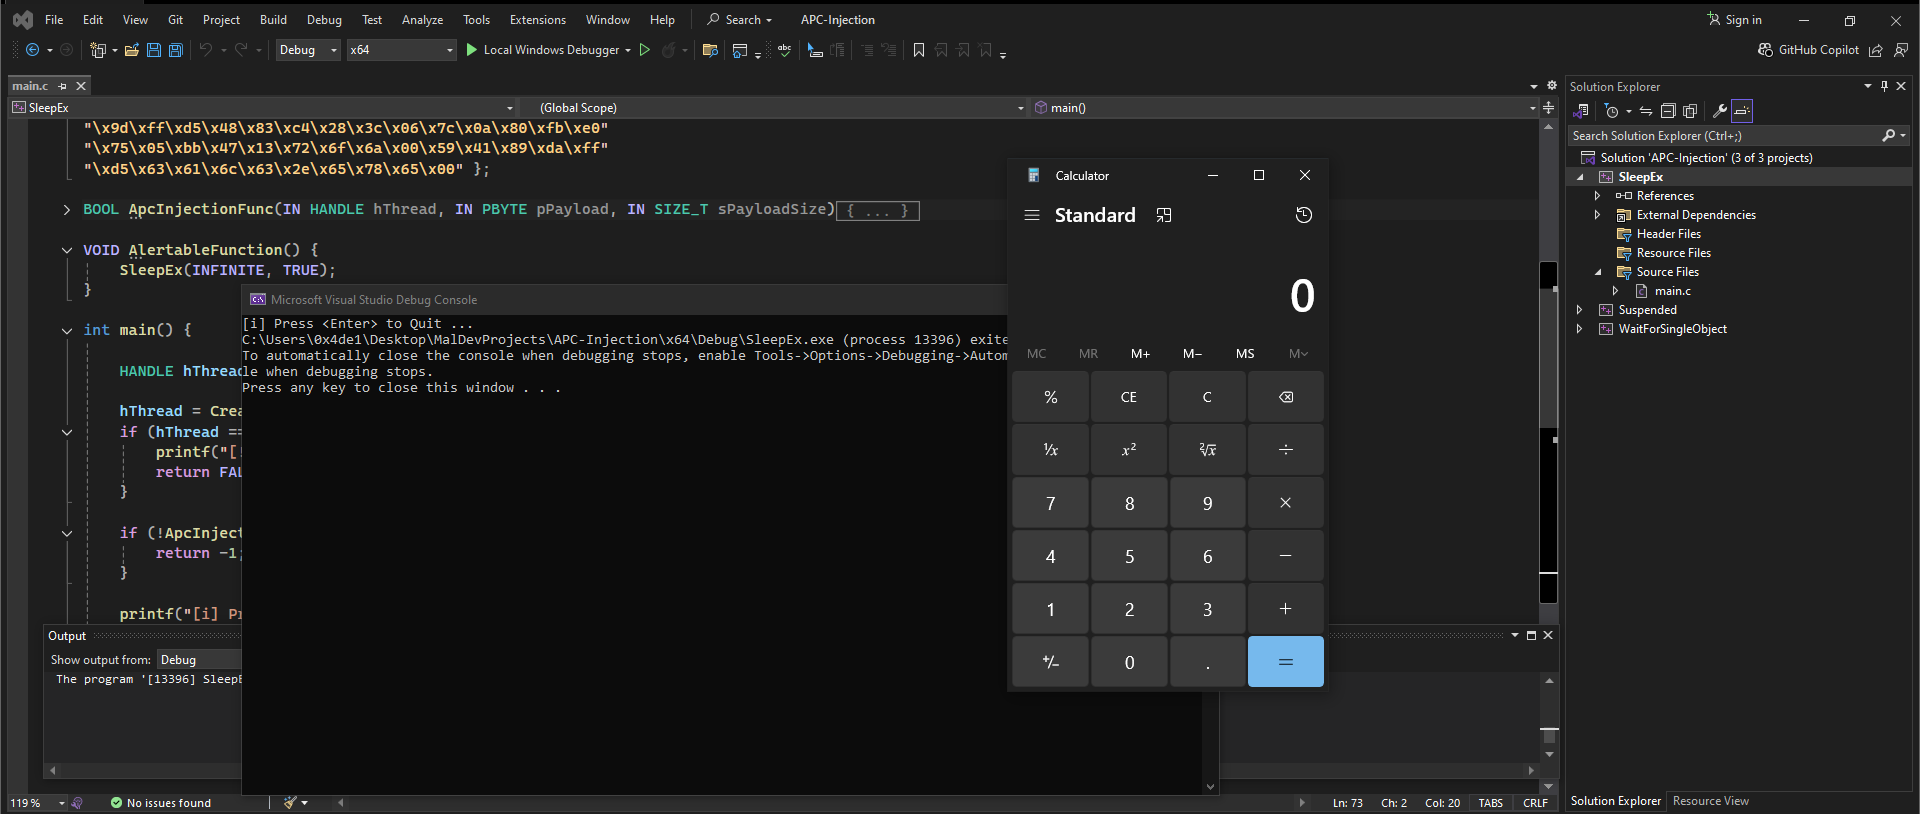 File Edit View Git Project Build Debug Test Analyze Tools Extensions Window Help Search APC-Injection Sign in
Debug x64 Local Windows Debugger GitHub Copilot
main.c
SleepEx (Global Scope) main()
"\x9d\xff\xd5\x48\x83\xc4\x28\x3c\x06\x7c\x0a\x80\xfb\xe0"
"\x75\x05\xbb\x47\x13\x72\x6f\x6a\x00\x59\x41\x89\xda\xff"
"\xd5\x63\x61\x6c\x63\x2e\x65\x78\x65\x00" };
BOOL ApcInjectionFunc(IN HANDLE hThread, IN PBYTE pPayload, IN SIZE_T sPayloadSize){ ... }
VOID AlertableFunction() {
SleepEx(INFINITE, TRUE);
}
int main() {
HANDLE hThread
hThread = Crea
if (hThread ==
printf("[
return FAL
}
if (!ApcInject
return -1;
}
printf("[i] Pr
Microsoft Visual Studio Debug Console
[i] Press <Enter> to Quit ...
C:\Users\0x4de1\Desktop\MalDevProjects\APC-Injection\x64\Debug\SleepEx.exe (process 13396) exite
To automatically close the console when debugging stops, enable Tools->Options->Debugging->Autom
le when debugging stops.
Press any key to close this window . . .
Calculator
Standard
0
MC MR M+ M− MS M
% CE C
¹/x x² ²√x ÷
7 8 9 ×
4 5 6 −
1 2 3 +
+/− 0 . =
Output
Show output from: Debug
The program '[13396] SleepE
119 % No issues found Ln: 73 Ch: 2 Col: 20 TABS CRLF
Solution Explorer
Search Solution Explorer (Ctrl+;)
Solution 'APC-Injection' (3 of 3 projects)
SleepEx
References
External Dependencies
Header Files
Resource Files
Source Files
main.c
Suspended
WaitForSingleObject
Solution Explorer Resource View